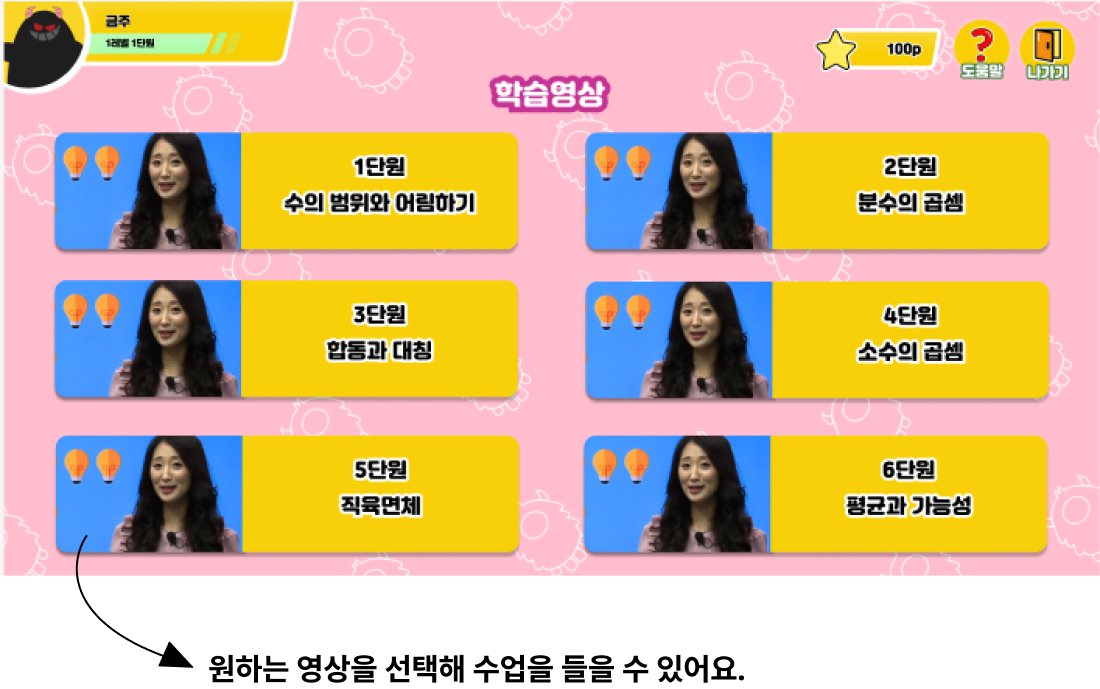 금주
1레벨 1단원
100p
도움말
나가기
학습영상
1단원
수의 범위와 어림하기
2단원
분수의 곱셈
3단원
합동과 대칭
4단원
소수의 곱셈
5단원
직육면체
6단원
평균과 가능성
원하는 영상을 선택해 수업을 들을 수 있어요.